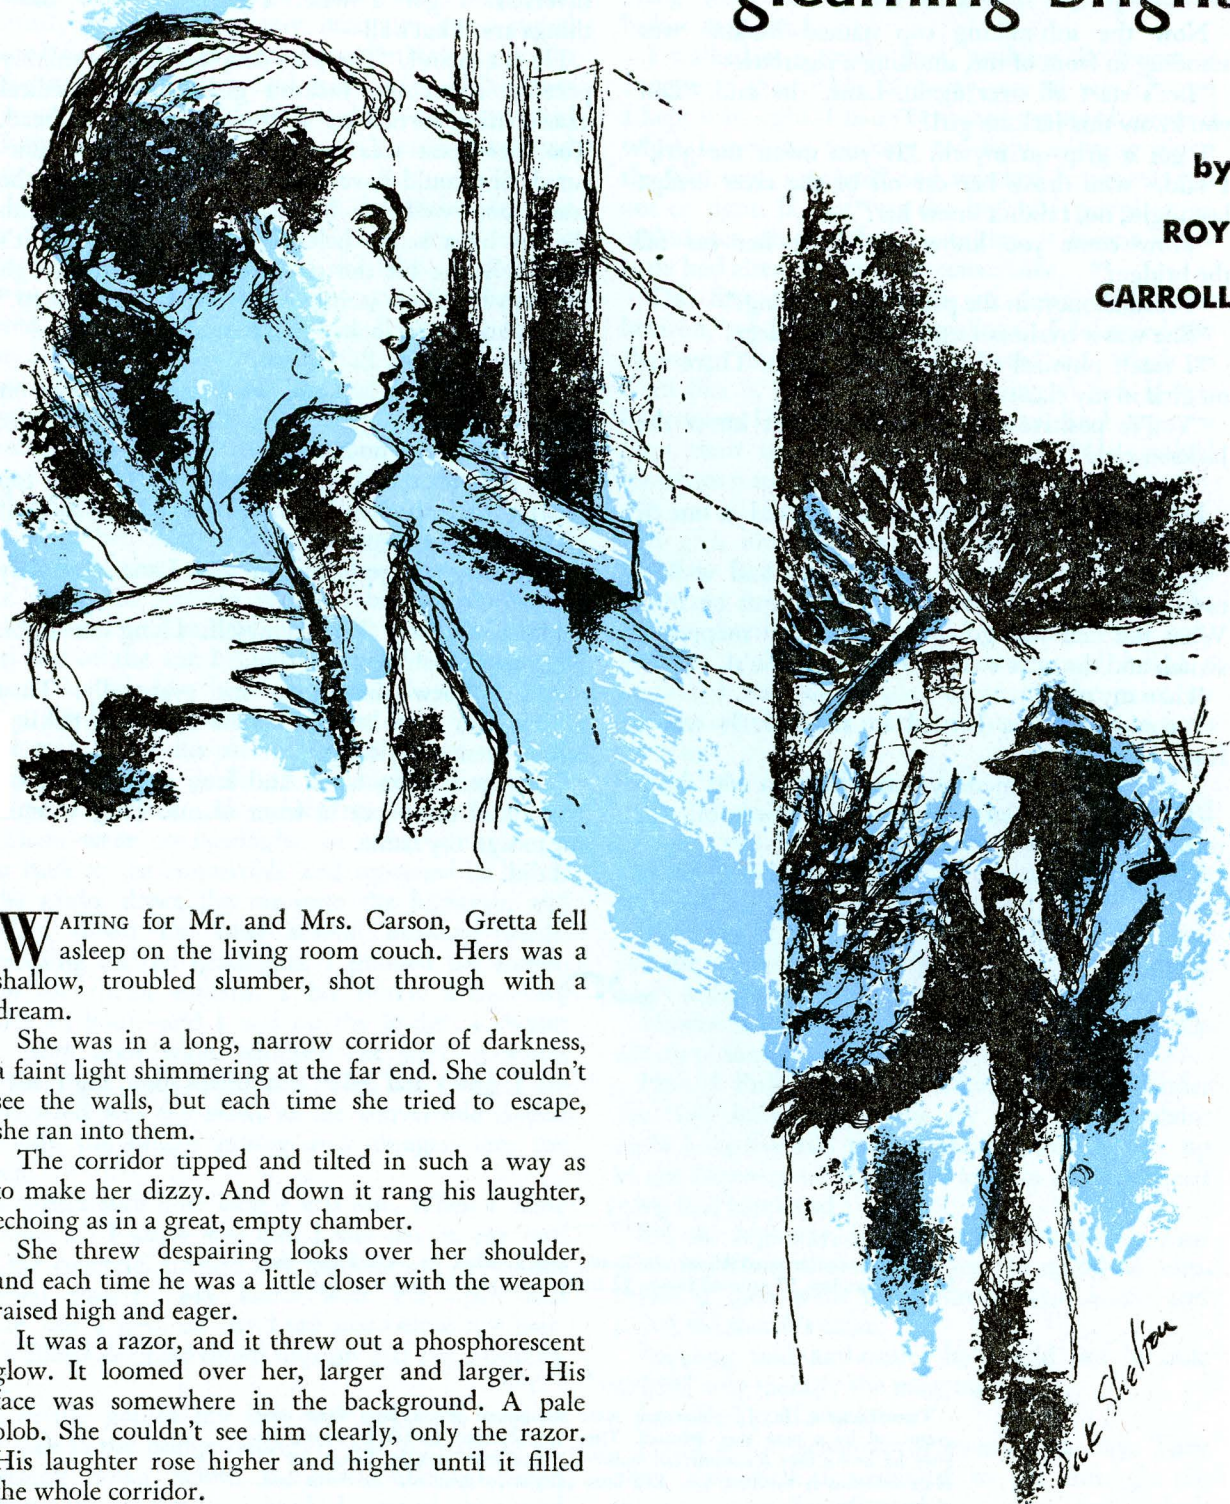 gleaming bright
by
ROY
CARROLL
WAITING for Mr. and Mrs. Carson, Gretta fell
asleep on the living room couch. Hers was a
shallow, troubled slumber, shot through with a
dream.
She was in a long, narrow corridor of darkness,
a faint light shimmering at the far end. She couldn't
see the walls, but each time she tried to escape,
she ran into them.
The corridor tipped and tilted in such a way as
to make her dizzy. And down it rang his laughter,
echoing as in a great, empty chamber.
She threw despairing looks over her shoulder,
and each time he was a little closer with the weapon
raised high and eager.
It was a razor, and it threw out a phosphorescent
glow. It loomed over her, larger and larger. His
face was somewhere in the background. A pale
blob. She couldn't see him clearly, only the razor.
His laughter rose higher and higher until it filled
the whole corridor.
Dick Shelton